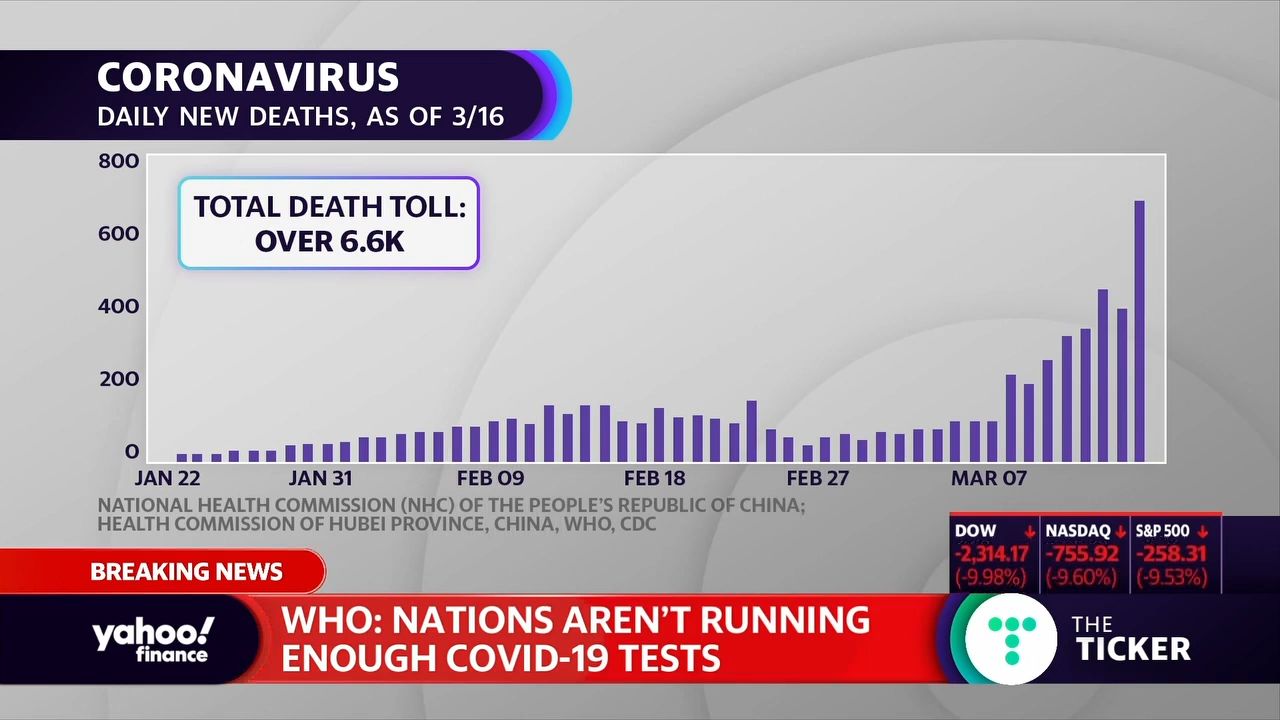 CORONAVIRUS
DAILY NEW DEATHS, AS OF 3/16
800
600
400
200
0
TOTAL DEATH TOLL:
OVER 6.6K
JAN 22 JAN 31 FEB 09 FEB 18 FEB 27 MAR 07
NATIONAL HEALTH COMMISSION (NHC) OF THE PEOPLE'S REPUBLIC OF CHINA;
HEALTH COMMISSION OF HUBEI PROVINCE, CHINA, WHO, CDC
DOW NASDAQ S&P 500
-2,314.17 -755.92 -258.31
(-9.98%) (-9.60%) (-9.53%)
BREAKING NEWS
yahoo!
finance
WHO: NATIONS AREN'T RUNNING
ENOUGH COVID-19 TESTS
THE
TICKER